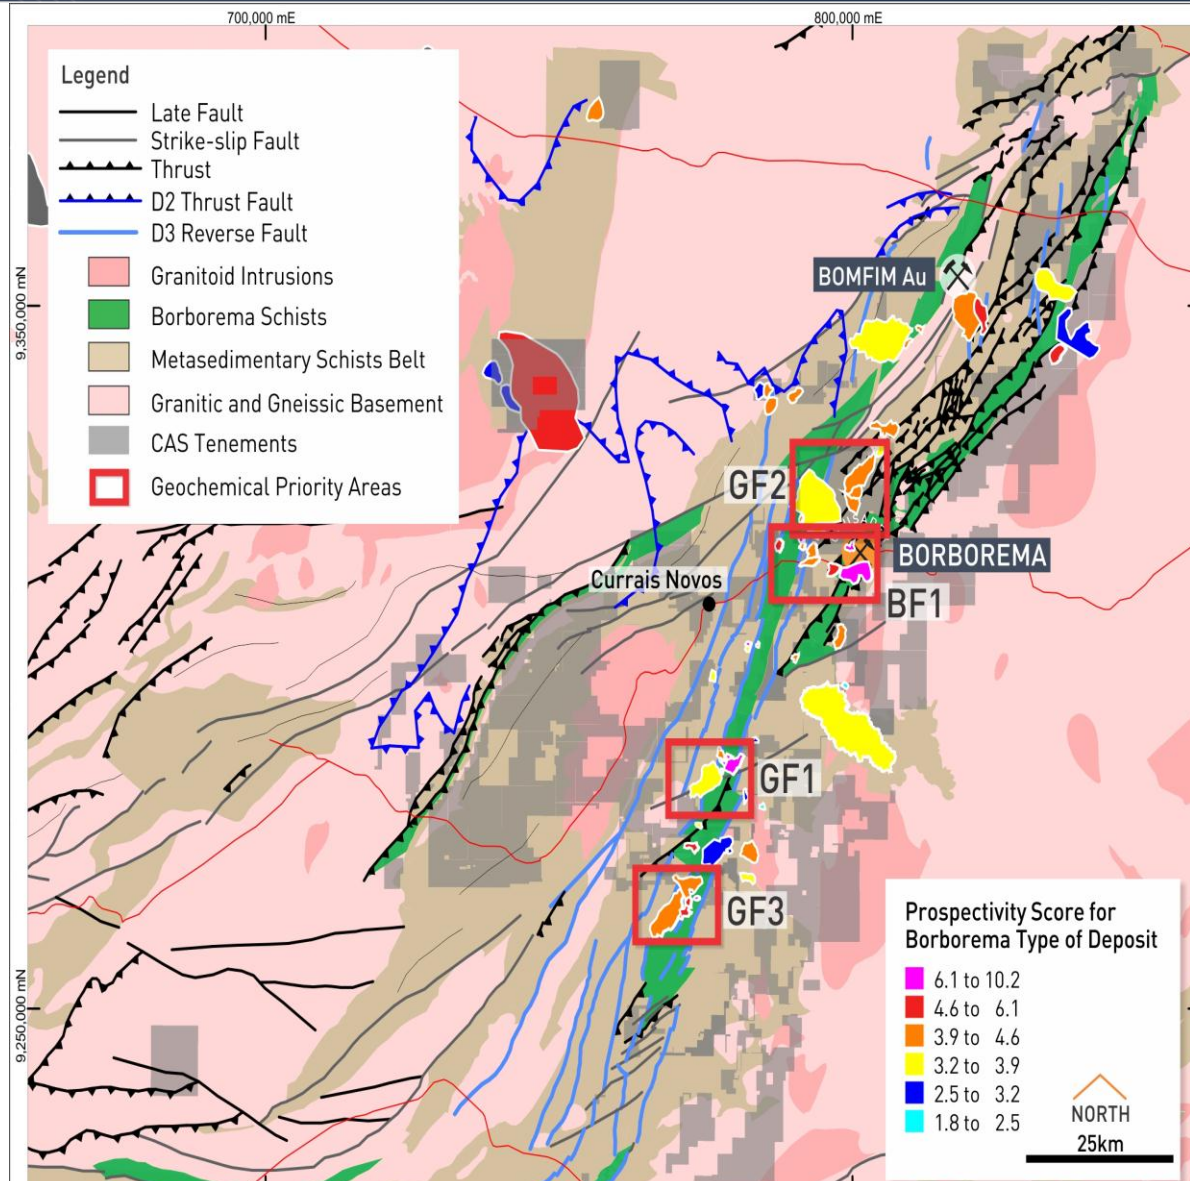 700,000 mE
800,000 mE
Legend
Late Fault
Strike-slip Fault
Thrust
D2 Thrust Fault
D3 Reverse Fault
Granitoid Intrusions
Borborema Schists
Metasedimentary Schists Belt
Granitic and Gneissic Basement
CAS Tenements
Geochemical Priority Areas
9,350,000 mN
BOMFIM Au
GF2
BORBOREMA
BF1
Currais Novos
GF1
GF3
9,250,000 mN
Prospectivity Score for
Borborema Type of Deposit
6.1 to 10.2
4.6 to 6.1
3.9 to 4.6
3.2 to 3.9
2.5 to 3.2
1.8 to 2.5
NORTH
25km